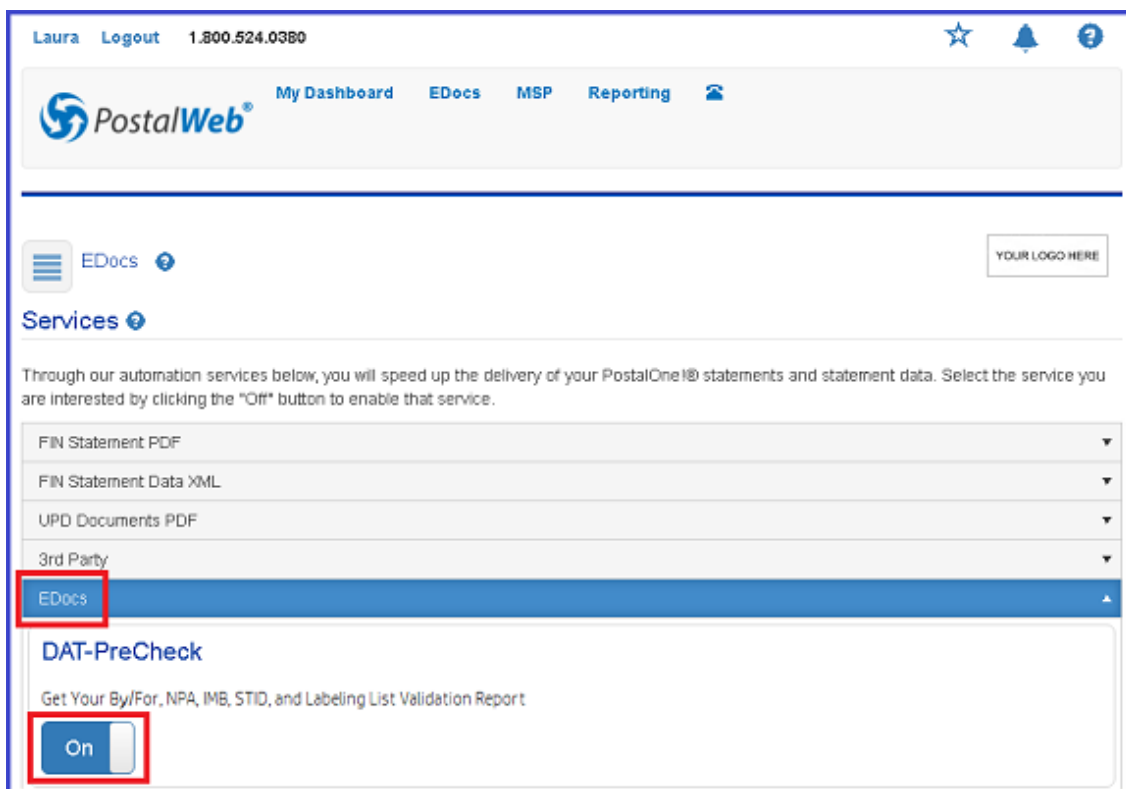 Laura Logout 1.800.524.0380
My Dashboard EDocs MSP Reporting
PostalWeb®
EDocs
YOUR LOGO HERE
Services
Through our automation services below, you will speed up the delivery of your PostalOne!® statements and statement data. Select the service you
are interested by clicking the "Off" button to enable that service.
FIN Statement PDF
FIN Statement Data XML
UPD Documents PDF
3rd Party
EDocs
DAT-PreCheck
Get Your By/For, NPA, IMB, STID, and Labeling List Validation Report
On